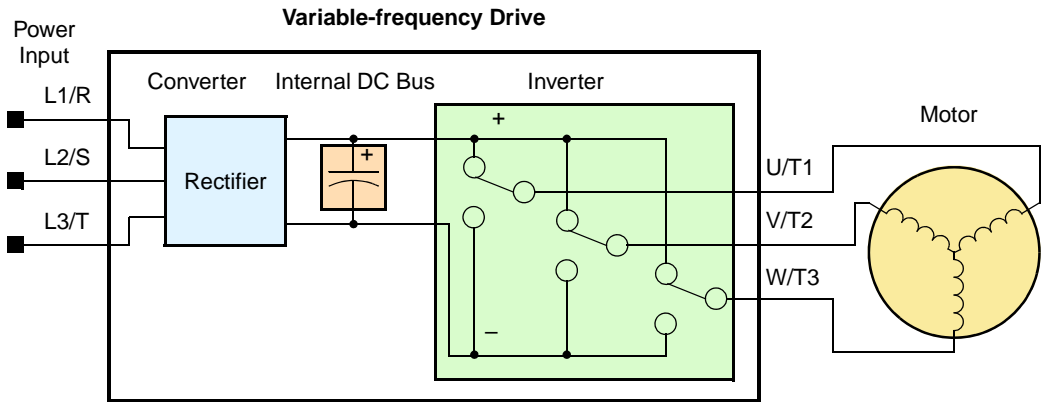 Variable-frequency Drive
Power
Input
Converter
Internal DC Bus
Inverter
Motor
L1/R
L2/S
L3/T
Rectifier
+
+
–
U/T1
V/T2
W/T3